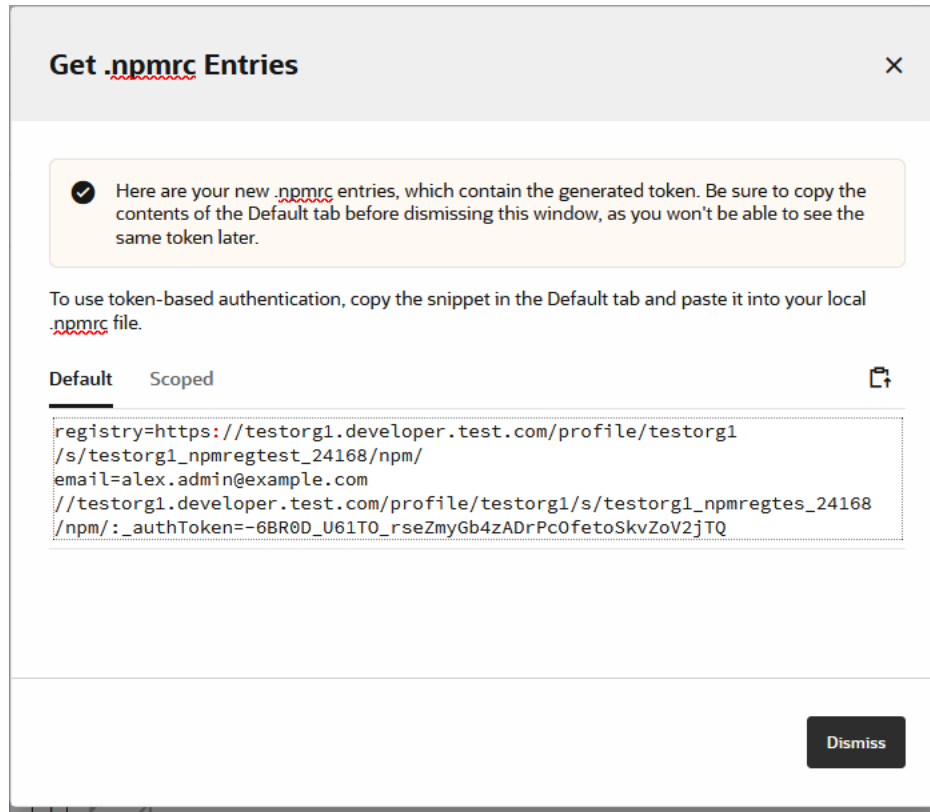 Get .npmrc Entries
Here are your new .npmrc entries, which contain the generated token. Be sure to copy the
contents of the Default tab before dismissing this window, as you won't be able to see the
same token later.
To use token-based authentication, copy the snippet in the Default tab and paste it into your local
.npmrc file.
Default Scoped
registry=https://testorg1.developer.test.com/profile/testorg1
/s/testorg1_npmregtest_24168/npm/
email=alex.admin@example.com
//testorg1.developer.test.com/profile/testorg1/s/testorg1_npmregtes_24168
/npm/:_authToken=-6BR0D_U61TO_rseZmyGb4zADrPcOfetoSkvZoV2jTQ
Dismiss